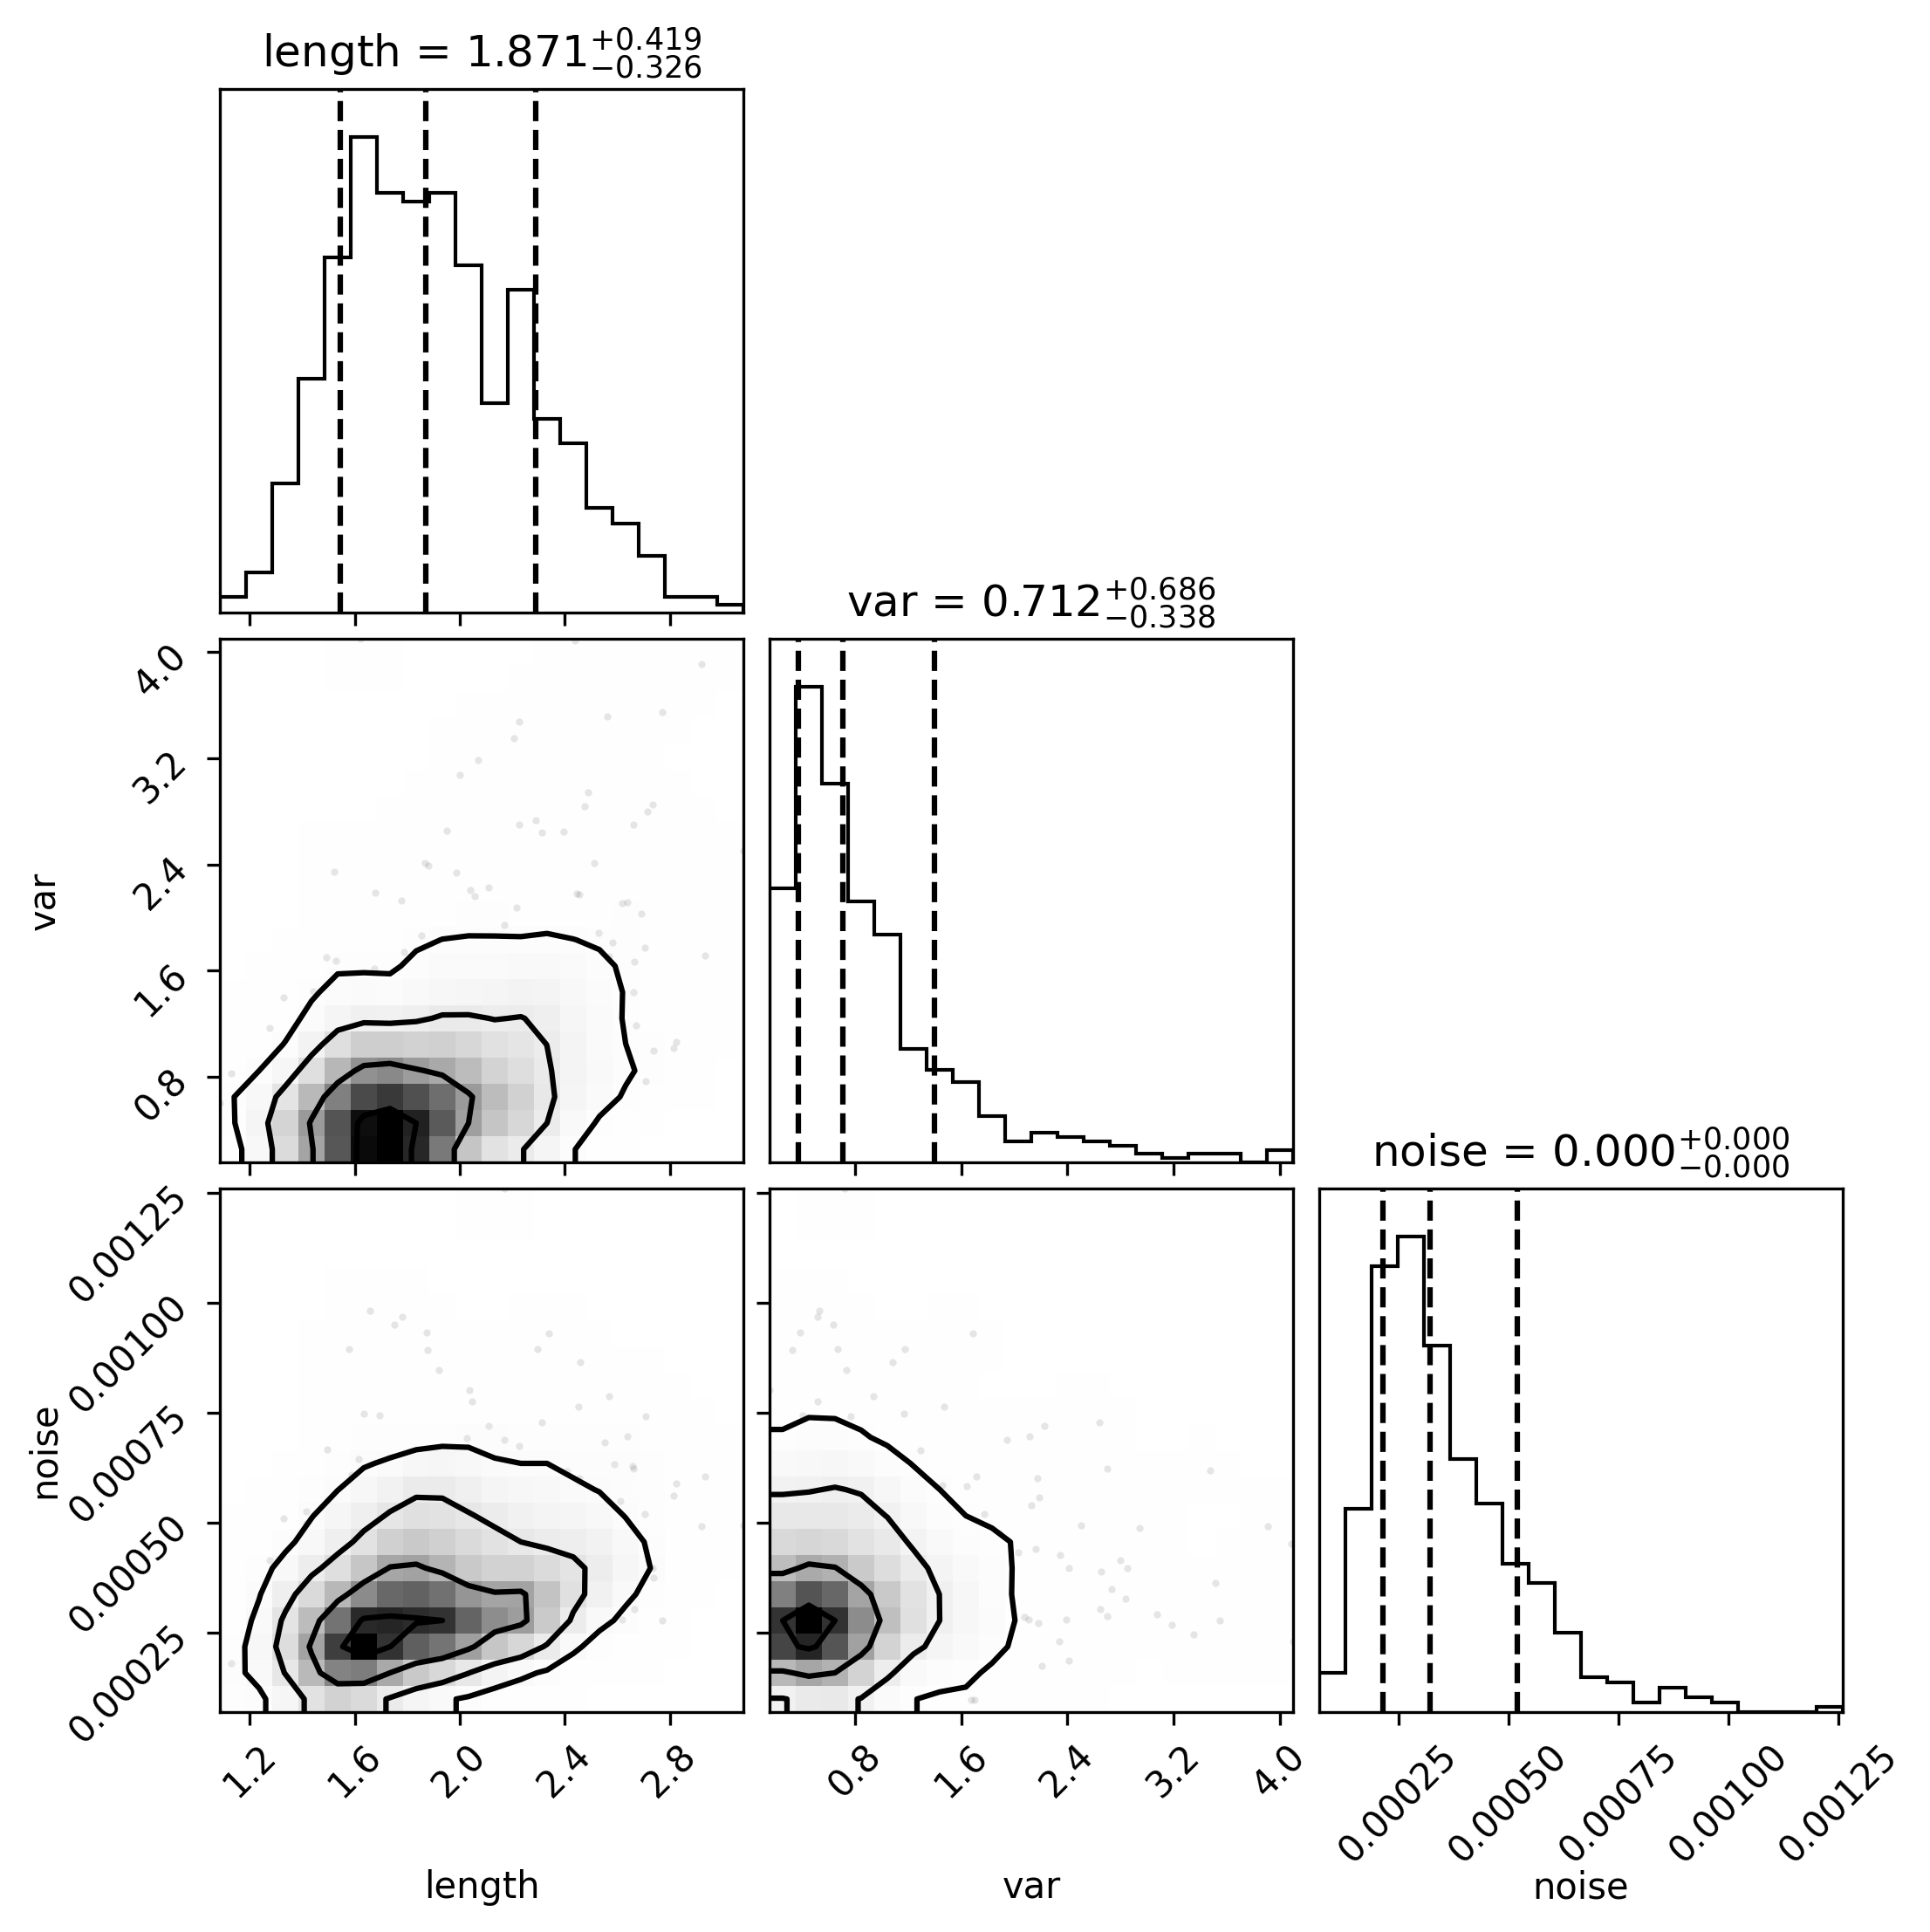 length = 1.871+0.419−0.326
var = 0.712+0.686−0.338
4.0
3.2
2.4
1.6
0.8
var
noise = 0.000+0.000−0.000
0.00125
0.00100
0.00075
0.00050
0.00025
noise
1.2 1.6 2.0 2.4 2.8
0.8 1.6 2.4 3.2 4.0
0.00025 0.00050 0.00075 0.00100 0.00125
length var noise